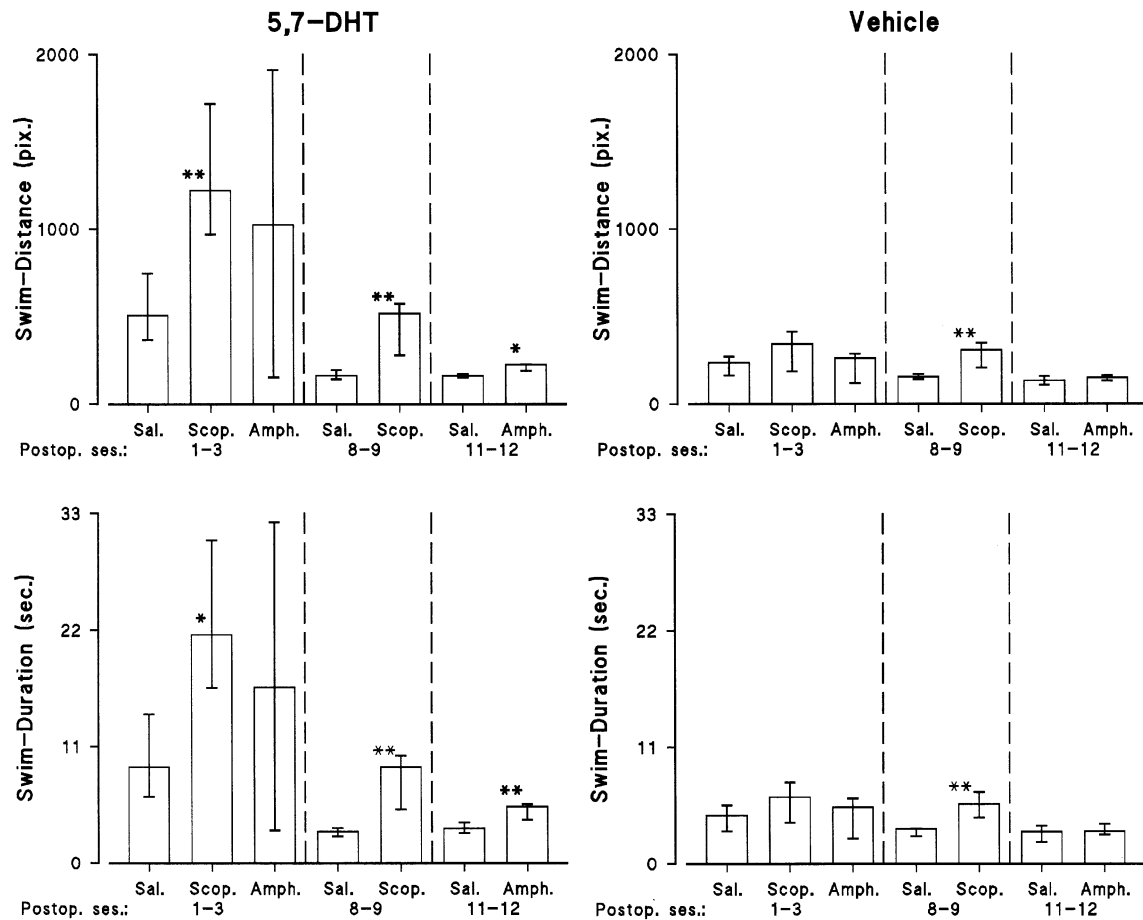 5,7-DHT
Vehicle
Swim-Distance (pix.)
2000
1000
0
**
**
*
Sal. Scop. Amph. Sal. Scop. Sal. Amph.
Postop. ses.: 1-3 8-9 11-12
Swim-Distance (pix.)
2000
1000
0
**
Sal. Scop. Amph. Sal. Scop. Sal. Amph.
Postop. ses.: 1-3 8-9 11-12
Swim-Duration (sec.)
33
22
11
0
*
**
**
Sal. Scop. Amph. Sal. Scop. Sal. Amph.
Postop. ses.: 1-3 8-9 11-12
Swim-Duration (sec.)
33
22
11
0
**
Sal. Scop. Amph. Sal. Scop. Sal. Amph.
Postop. ses.: 1-3 8-9 11-12